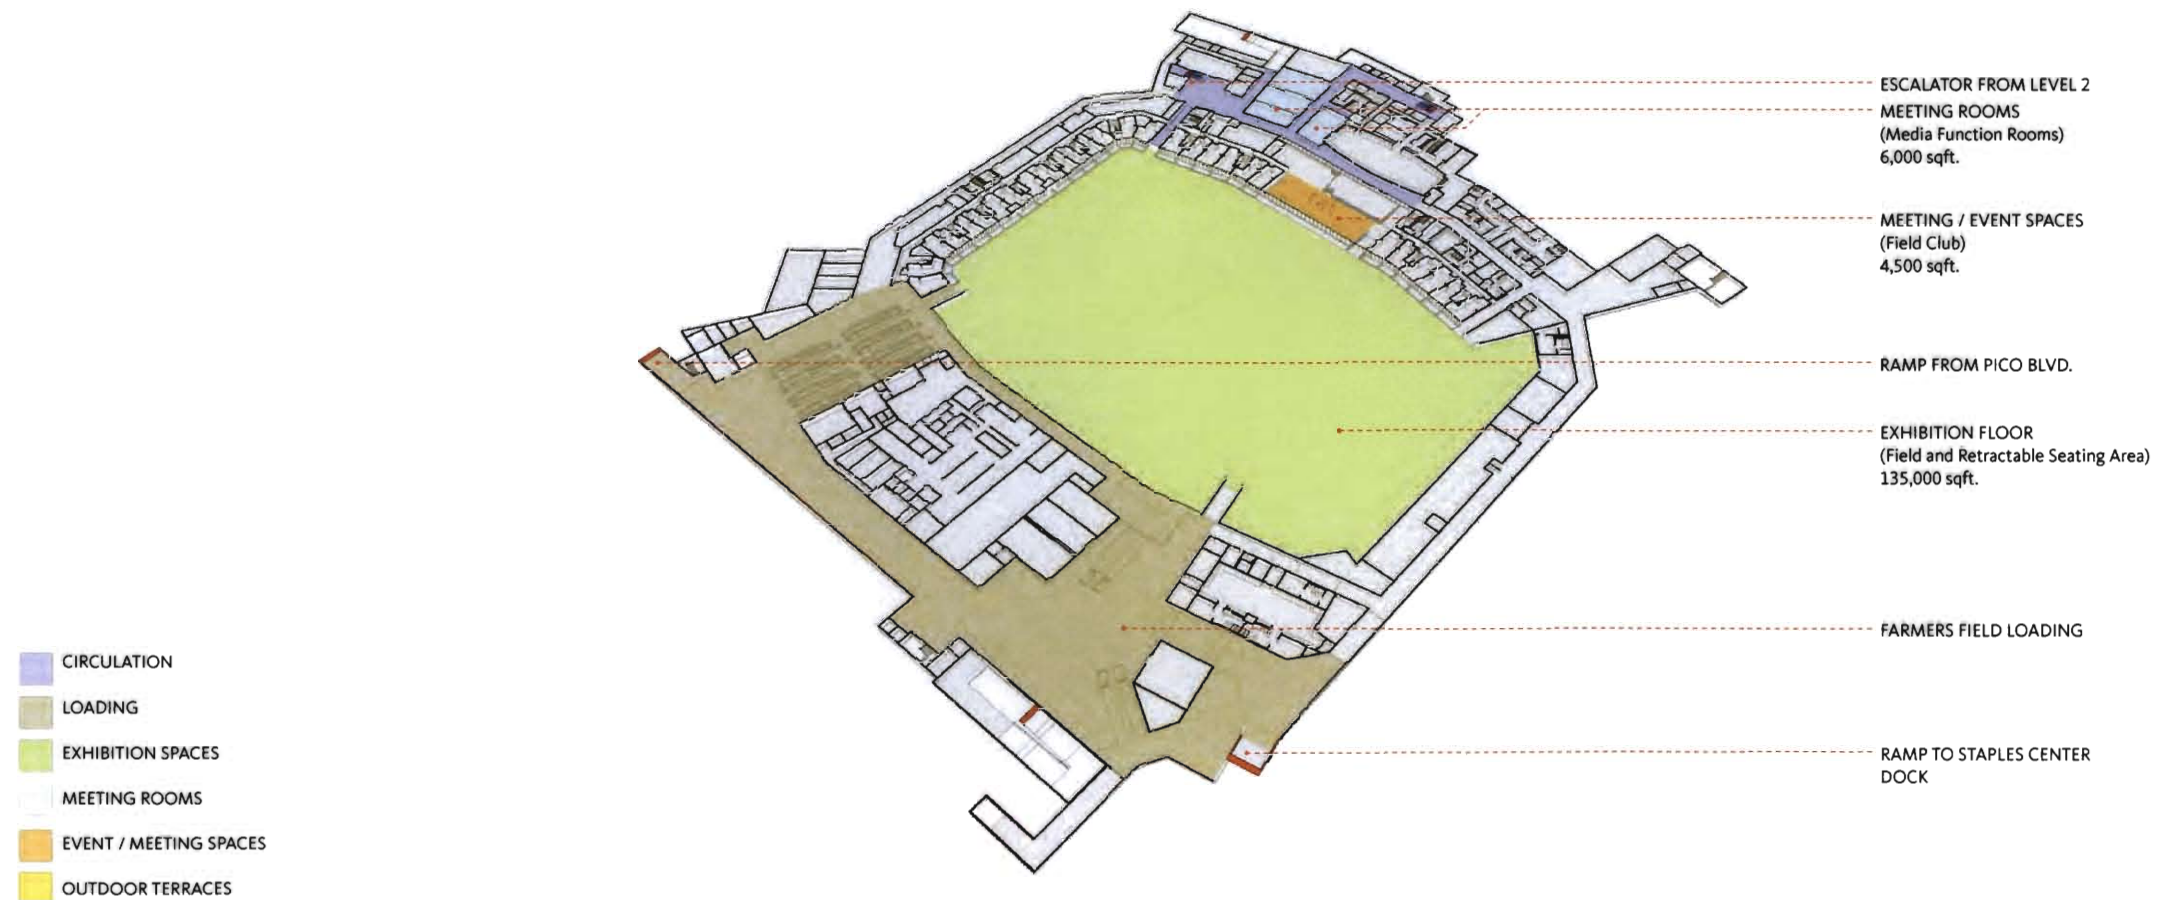 ESCALATOR FROM LEVEL 2
MEETING ROOMS
(Media Function Rooms)
6,000 sqft.
MEETING / EVENT SPACES
(Field Club)
4,500 sqft.
RAMP FROM PICO BLVD.
EXHIBITION FLOOR
(Field and Retractable Seating Area)
135,000 sqft.
FARMERS FIELD LOADING
RAMP TO STAPLES CENTER
DOCK
CIRCULATION
LOADING
EXHIBITION SPACES
MEETING ROOMS
EVENT / MEETING SPACES
OUTDOOR TERRACES